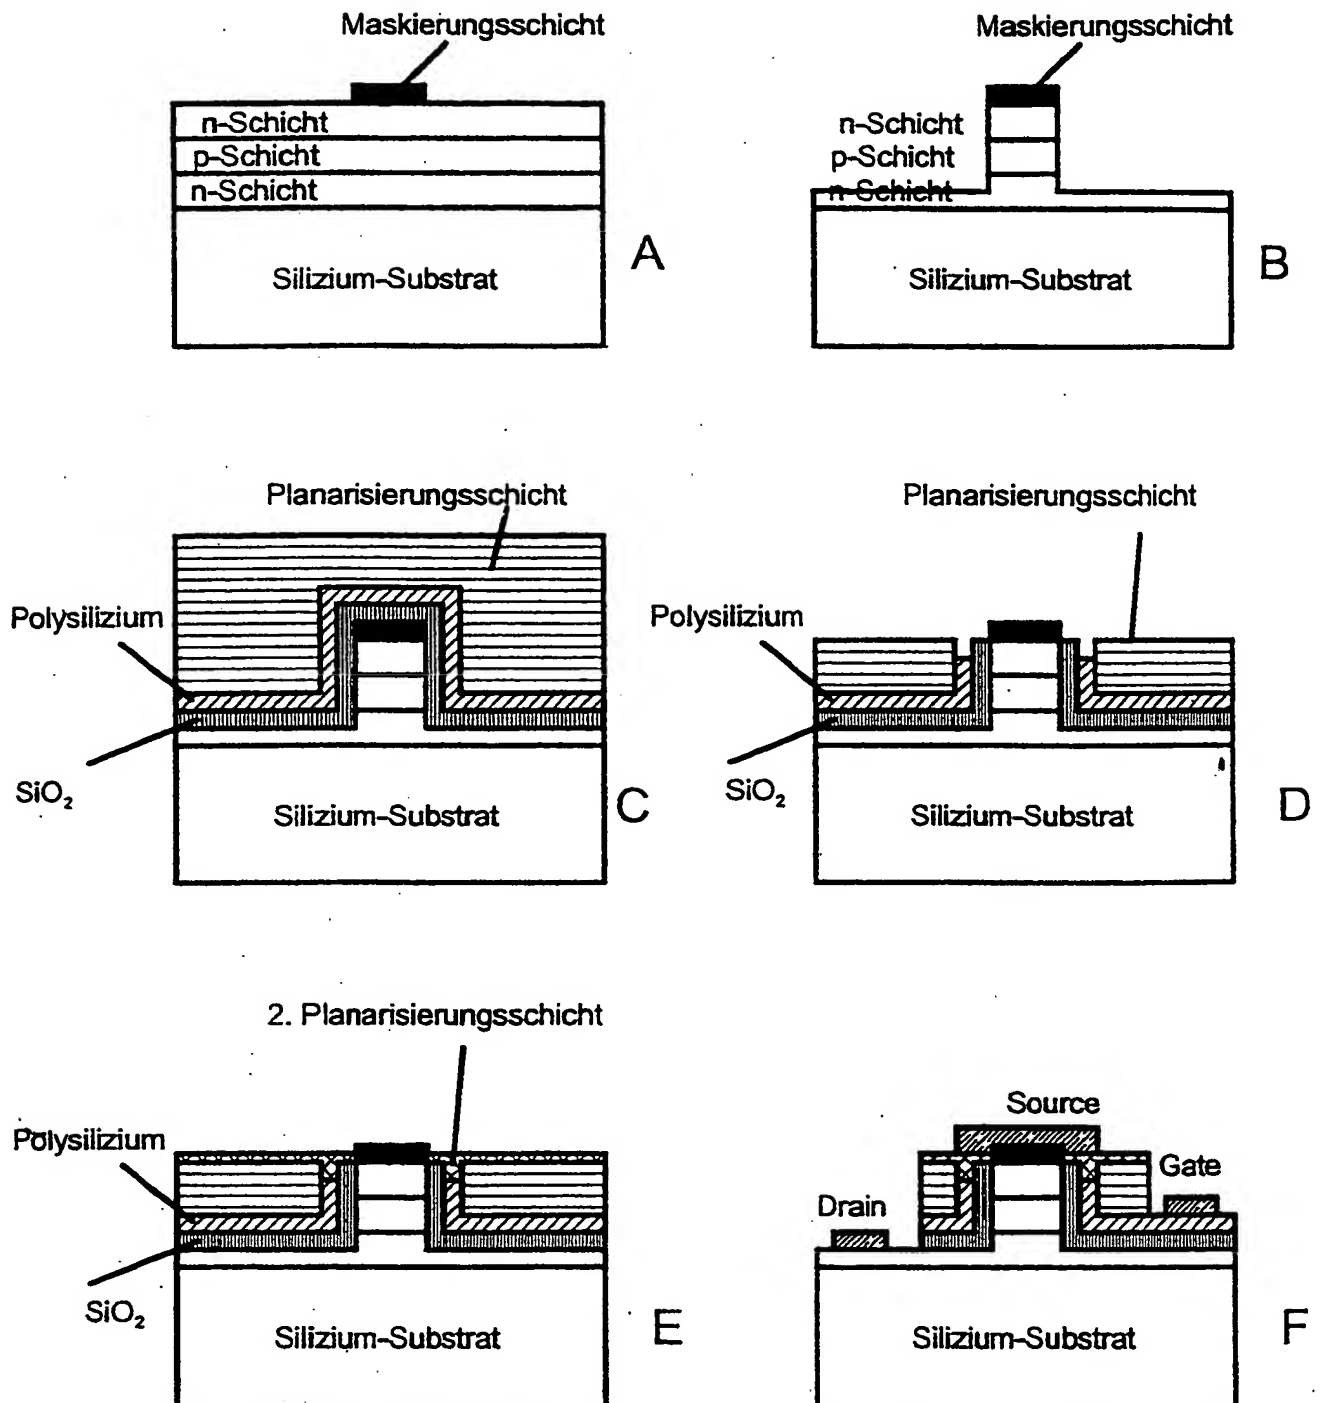 Maskierungsschicht
n-Schicht
p-Schicht
n-Schicht
Silizium-Substrat
A
Maskierungsschicht
n-Schicht
p-Schicht
n-Schicht
Silizium-Substrat
B
Planarisierungsschicht
Polysilizium
SiO₂
Silizium-Substrat
C
Planarisierungsschicht
Polysilizium
SiO₂
Silizium-Substrat
D
2. Planarisierungsschicht
Polysilizium
SiO₂
Silizium-Substrat
E
Source
Gate
Drain
Silizium-Substrat
F